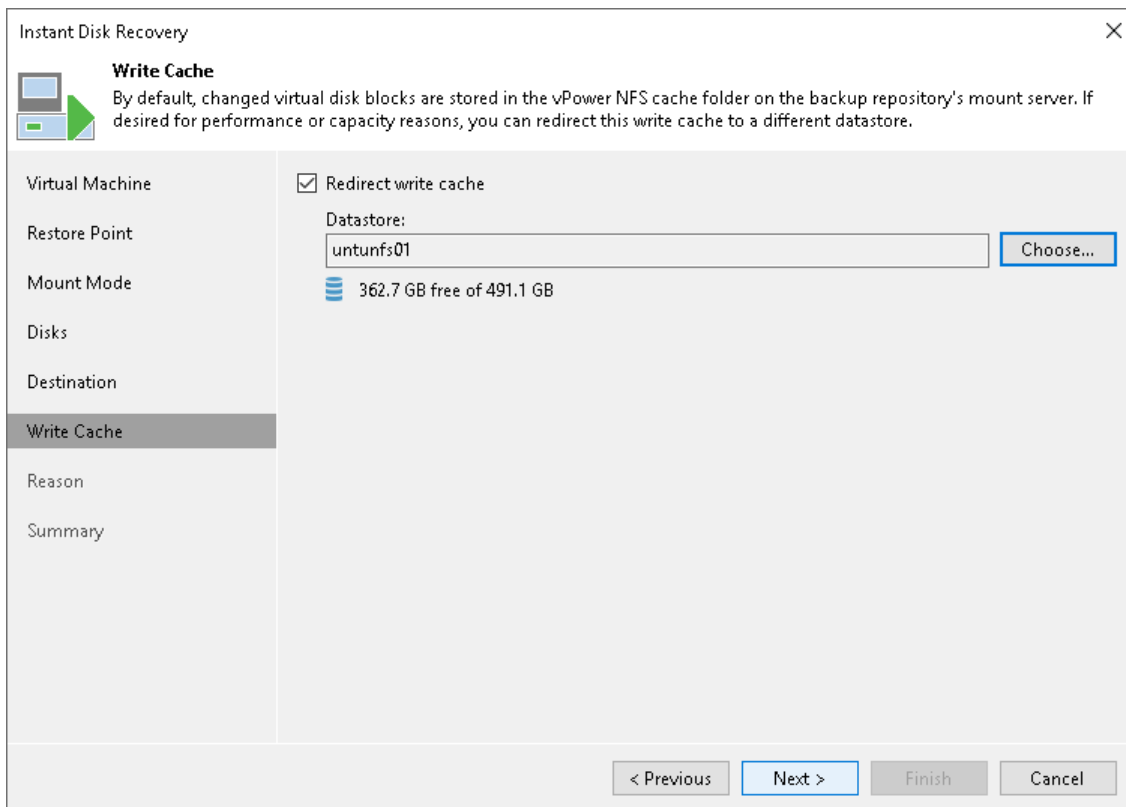 Instant Disk Recovery
Write Cache
By default, changed virtual disk blocks are stored in the vPower NFS cache folder on the backup repository's mount server. If
desired for performance or capacity reasons, you can redirect this write cache to a different datastore.
Virtual Machine
Restore Point
Mount Mode
Disks
Destination
Write Cache
Reason
Summary
Redirect write cache
Datastore:
untunfs01
Choose...
362.7 GB free of 491.1 GB
< Previous
Next >
Finish
Cancel